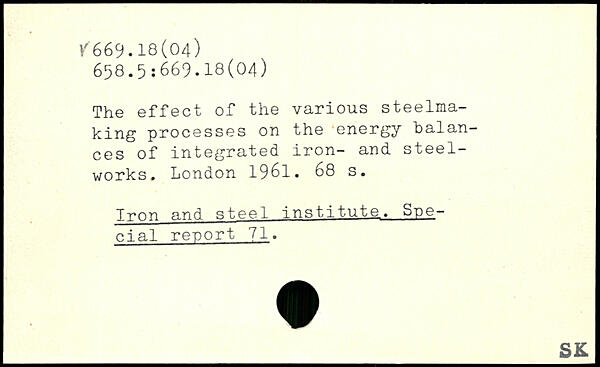 √669.18(04)
658.5:669.18(04)
The effect of the various steelma-
king processes on the energy balan-
ces of integrated iron- and steel-
works. London 1961. 68 s.
Iron and steel institute. Spe-
cial report 71.
SK